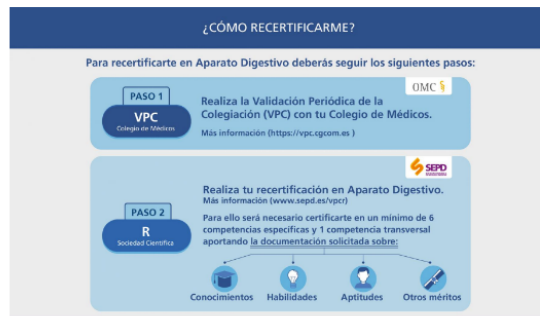 ¿CÓMO RECERTIFICARME?
Para recertificarte en Aparato Digestivo deberás seguir los siguientes pasos:
OMC
PASO 1
VPC
Colegio de Médicos
Realiza la Validación Periódica de la
Colegiación (VPC) con tu Colegio de Médicos.
Más información (https://vpc.cgcom.es )
SEPD
PASO 2
R
Sociedad Científica
Realiza tu recertificación en Aparato Digestivo.
Más información (www.sepd.es/vpcr)
Para ello será necesario certificarte en un mínimo de 6
competencias específicas y 1 competencia transversal
aportando la documentación solicitada sobre:
Conocimientos Habilidades Aptitudes Otros méritos